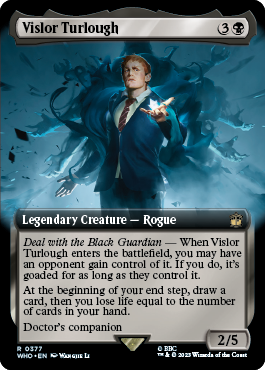 Vislor Turlough 3
Legendary Creature — Rogue
Deal with the Black Guardian — When Vislor
Turlough enters the battlefield, you may have
an opponent gain control of it. If you do, it's
goaded for as long as they control it.
At the beginning of your end step, draw a
card, then you lose life equal to the number
of cards in your hand.
Doctor's companion
2/5
R 0377
WHO • EN Wangjie Li
© BBC
™ & © 2023 Wizards of the Coast